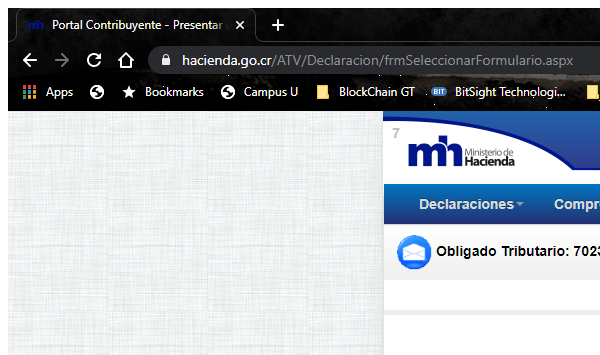 Portal Contribuyente - Presentar
hacienda.go.cr/ATV/Declaracion/frmSeleccionarFormulario.aspx
Apps Bookmarks Campus U BlockChain GT BIT BitSight Technologi...
7
mh Ministerio de
Hacienda
Declaraciones Compr
Obligado Tributario: 7023